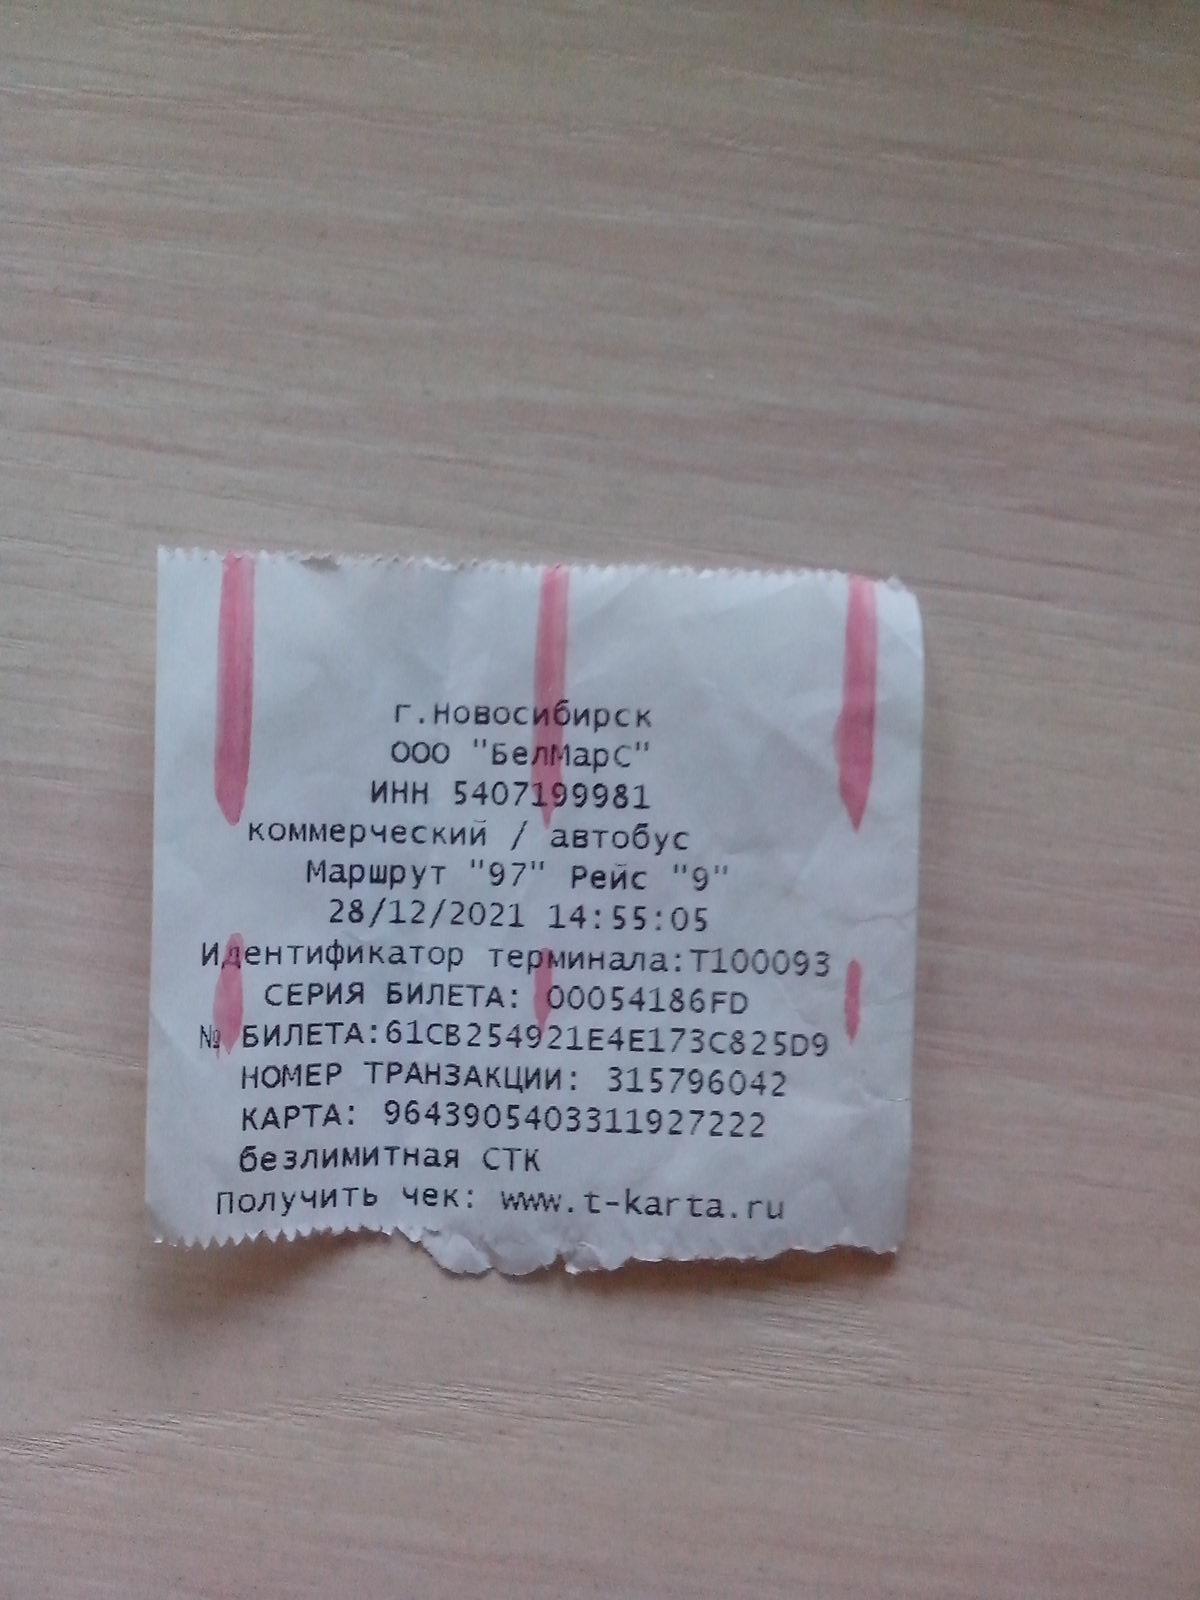 г.Новосибирск
ООО "БелМарС"
ИНН 5407199981
коммерческий / автобус
Маршрут "97" Рейс "9"
28/12/2021 14:55:05
Идентификатор терминала:T100093
СЕРИЯ БИЛЕТА: 00054186FD
№ БИЛЕТА:61CB254921E4E173C825D9
НОМЕР ТРАНЗАКЦИИ: 315796042
КАРТА: 9643905403311927222
безлимитная СТК
Получить чек: www.t-karta.ru